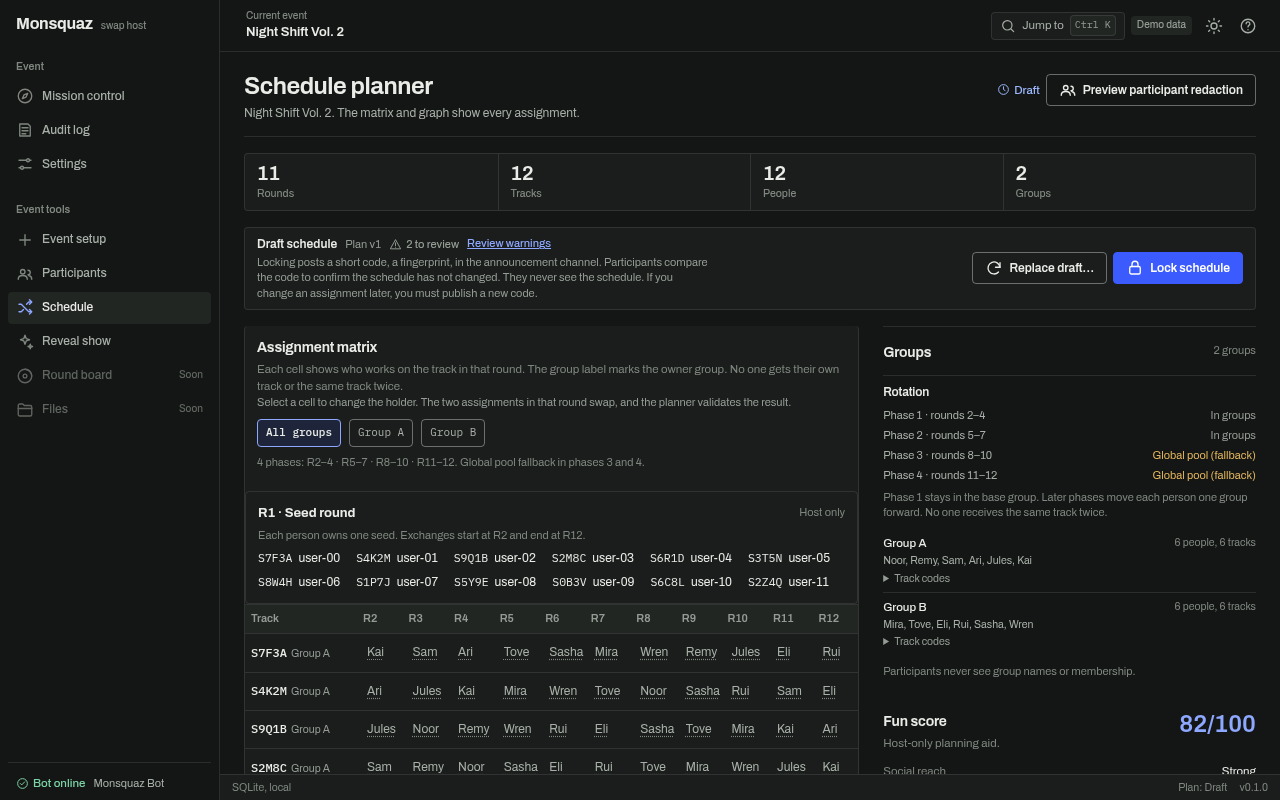 Monsquaz swap host
Event
Mission control
Audit log
Settings
Event tools
Event setup
Participants
Schedule
Reveal show
Round board Soon
Files Soon
Bot online Monsquaz Bot
Current event
Night Shift Vol. 2
Jump to Ctrl K
Demo data
Schedule planner
Night Shift Vol. 2. The matrix and graph show every assignment.
Draft
Preview participant redaction
11
Rounds
12
Tracks
12
People
2
Groups
Draft schedule Plan v1 2 to review Review warnings
Locking posts a short code, a fingerprint, in the announcement channel. Participants compare
the code to confirm the schedule has not changed. They never see the schedule. If you
change an assignment later, you must publish a new code.
Replace draft...
Lock schedule
Assignment matrix
Each cell shows who works on the track in that round. The group label marks the owner group. No one gets their own
track or the same track twice.
Select a cell to change the holder. The two assignments in that round swap, and the planner validates the result.
All groups Group A Group B
4 phases: R2–4 · R5–7 · R8–10 · R11–12. Global pool fallback in phases 3 and 4.
R1 · Seed round Host only
Each person owns one seed. Exchanges start at R2 and end at R12.
S7F3A user-00 S4K2M user-01 S9Q1B user-02 S2M8C user-03 S6R1D user-04 S3T5N user-05
S8W4H user-06 S1P7J user-07 S5Y9E user-08 S0B3V user-09 S6C8L user-10 S2Z4Q user-11
Track R2 R3 R4 R5 R6 R7 R8 R9 R10 R11 R12
S7F3A Group A Kai Sam Ari Tove Sasha Mira Wren Remy Jules Eli Rui
S4K2M Group A Ari Jules Kai Mira Wren Tove Noor Sasha Rui Sam Eli
S9Q1B Group A Jules Noor Remy Wren Rui Eli Sasha Tove Mira Kai Ari
S2M8C Group A Sam Remy Noor Sasha Eli Rui Tove Mira Wren Jules Kai
Groups 2 groups
Rotation
Phase 1 · rounds 2–4 In groups
Phase 2 · rounds 5–7 In groups
Phase 3 · rounds 8–10 Global pool (fallback)
Phase 4 · rounds 11–12 Global pool (fallback)
Phase 1 stays in the base group. Later phases move each person one group
forward. No one receives the same track twice.
Group A 6 people, 6 tracks
Noor, Remy, Sam, Ari, Jules, Kai
Track codes
Group B 6 people, 6 tracks
Mira, Tove, Eli, Rui, Sasha, Wren
Track codes
Participants never see group names or membership.
Fun score 82/100
Host-only planning aid.
Social reach Strong
SQLite, local
Plan: Draft v0.1.0